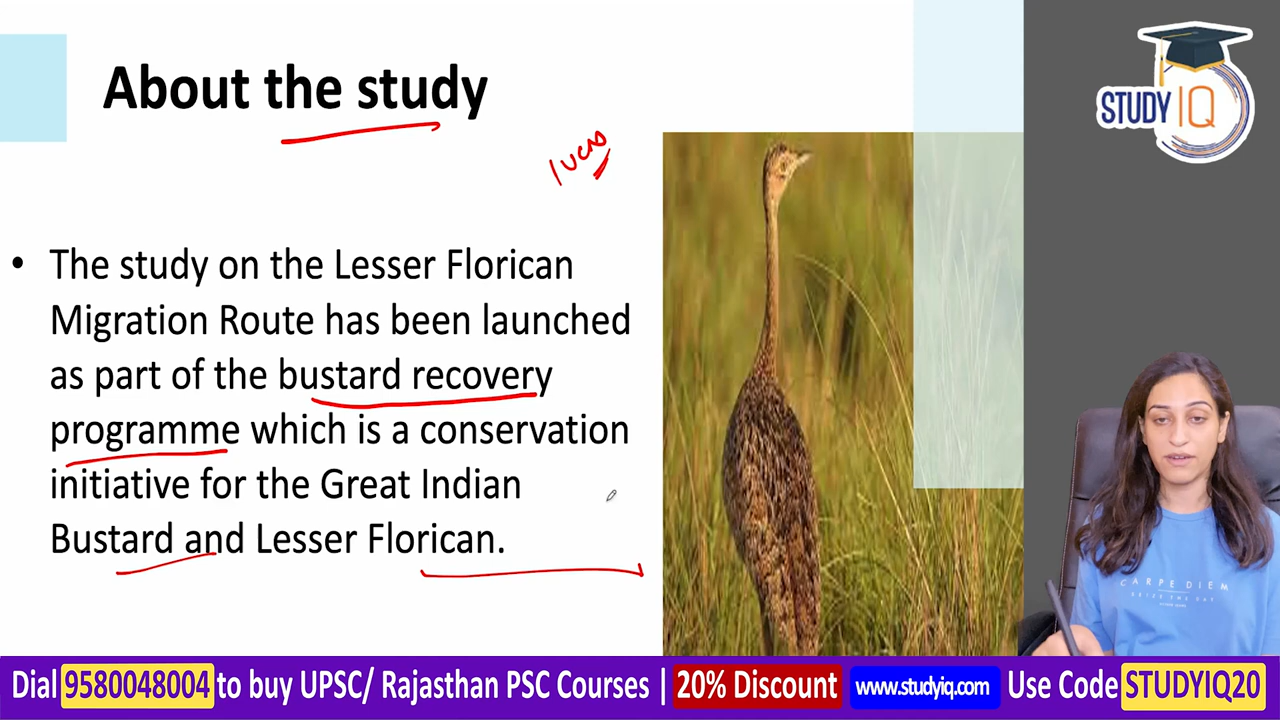 About the study
IUCN
• The study on the Lesser Florican
Migration Route has been launched
as part of the bustard recovery
programme which is a conservation
initiative for the Great Indian
Bustard and Lesser Florican.
STUDY IQ
CARPE DIEM
Dial 9580048004 to buy UPSC/ Rajasthan PSC Courses | 20% Discount www.studyiq.com Use Code STUDYIQ20